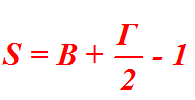 S = B + Г/2 - 1